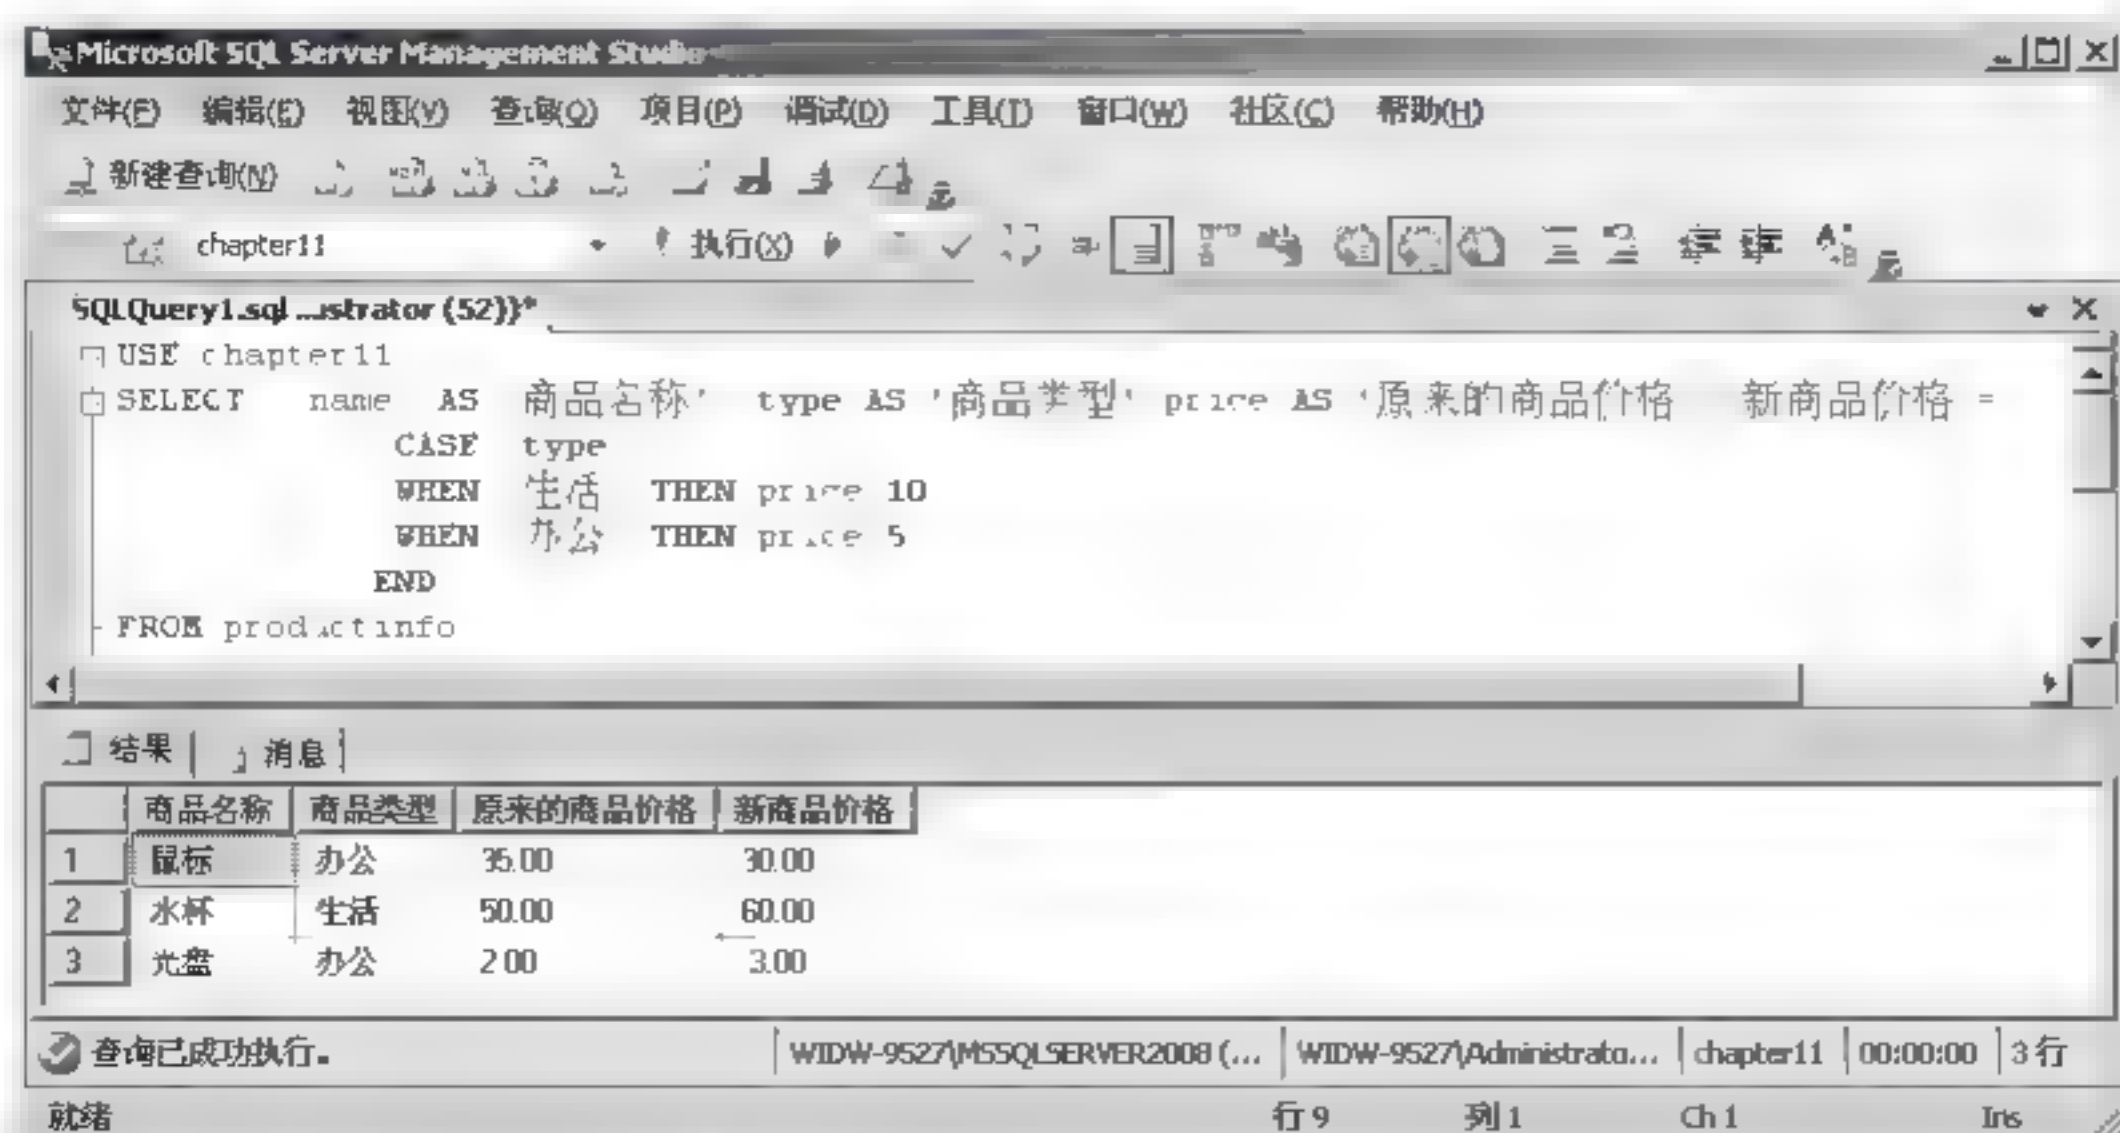 Microsoft SQL Server Management Studio
文件(F) 编辑(E) 视图(V) 查询(Q) 项目(P) 调试(D) 工具(T) 窗口(W) 社区(C) 帮助(H)
新建查询(N)
chapter11 执行(X)
SQLQuery1.sql ...istrator (52))*
USE chapter11
SELECT name AS 商品名称' type AS '商品类型' price AS '原来的商品价格 新商品价格 =
CASE type
WHEN 生活 THEN price 10
WHEN 办公 THEN price 5
END
FROM productinfo
结果 消息
商品名称 商品类型 原来的商品价格 新商品价格
1 鼠标 办公 35.00 30.00
2 水杯 生活 50.00 60.00
3 光盘 办公 2.00 3.00
查询已成功执行。 WIDW-9527\MSSQLSERVER2008 (... WIDW-9527\Administrato... chapter11 00:00:00 3 行
就绪 行 9 列 1 Ch 1 Ins